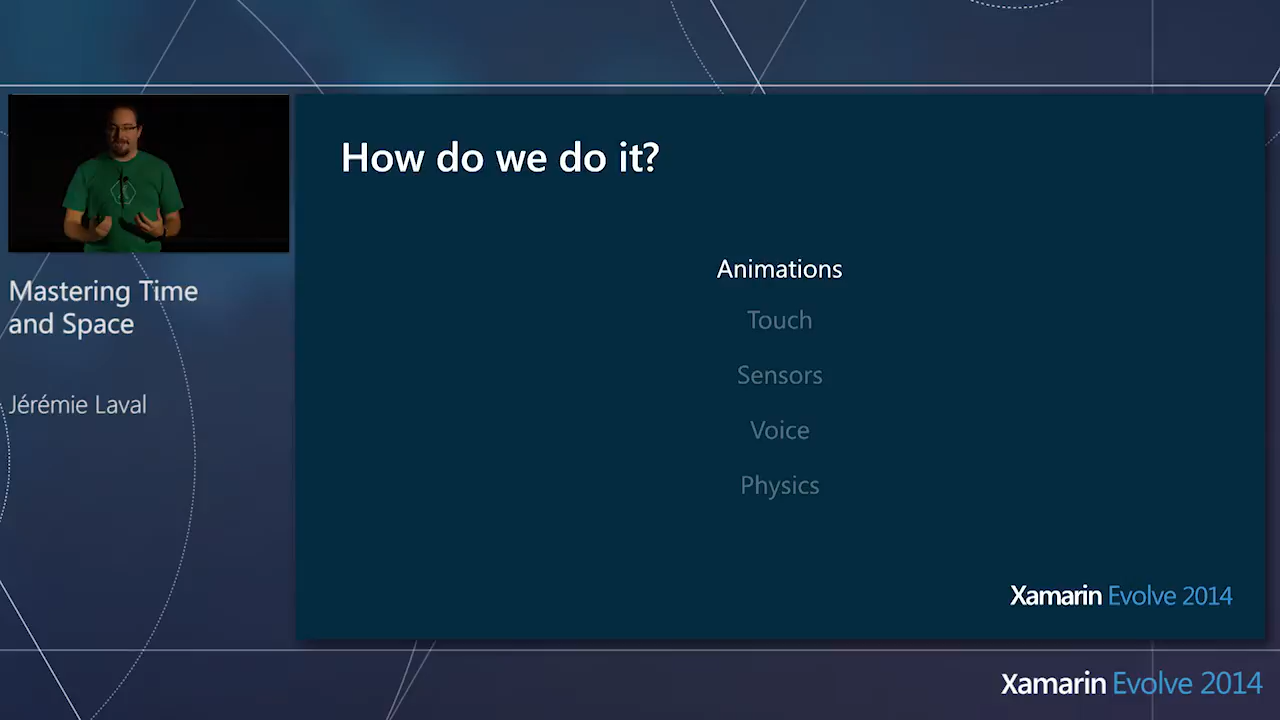 How do we do it?
Animations
Touch
Sensors
Voice
Physics
Xamarin Evolve 2014
Mastering Time
and Space
Jérémie Laval
Xamarin Evolve 2014